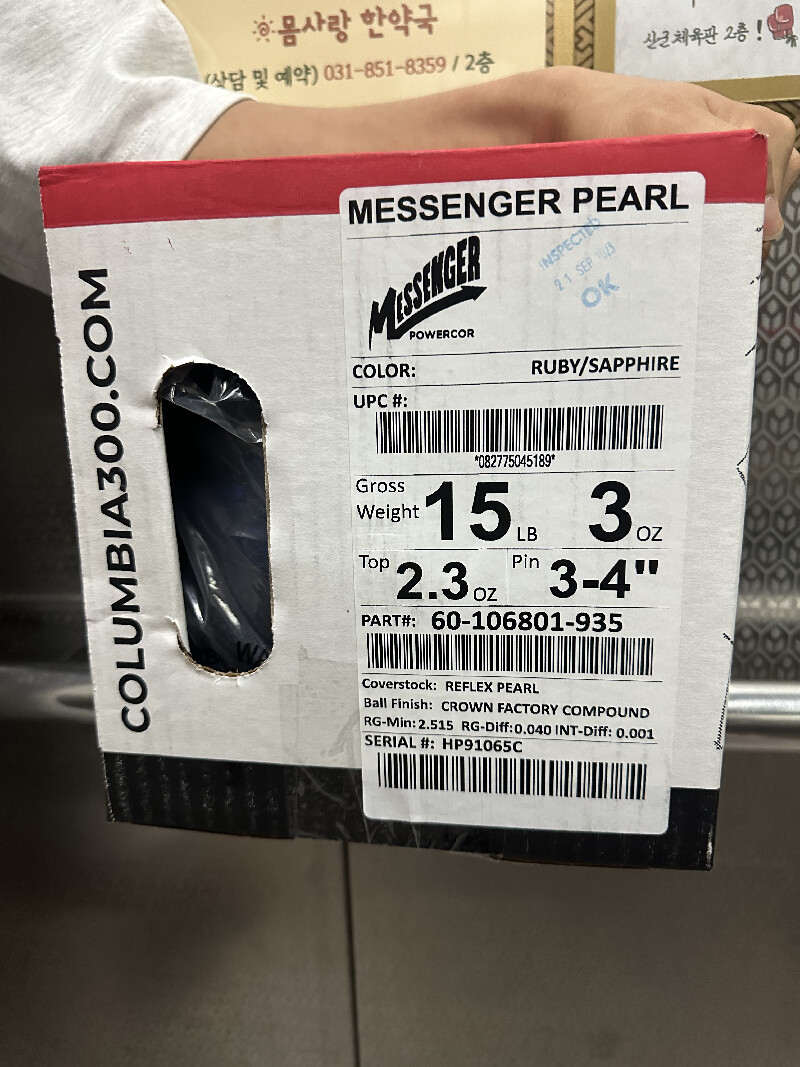 몸사랑 한약국
(상담 및 예약) 031-851-8359 / 2층
산군체육관 2층!
COLUMBIA300.COM
MESSENGER PEARL
MESSENGER
POWERCOR
INSPECTED
21 SEP
OK
COLOR: RUBY/SAPPHIRE
UPC #:
*082775045189*
Gross Weight 15 LB 3 OZ
Top 2.3 OZ Pin 3-4"
PART#: 60-106801-935
Coverstock: REFLEX PEARL
Ball Finish: CROWN FACTORY COMPOUND
RG-Min: 2.515 RG-Diff:0.040 INT-Diff: 0.001
SERIAL #: HP91065C